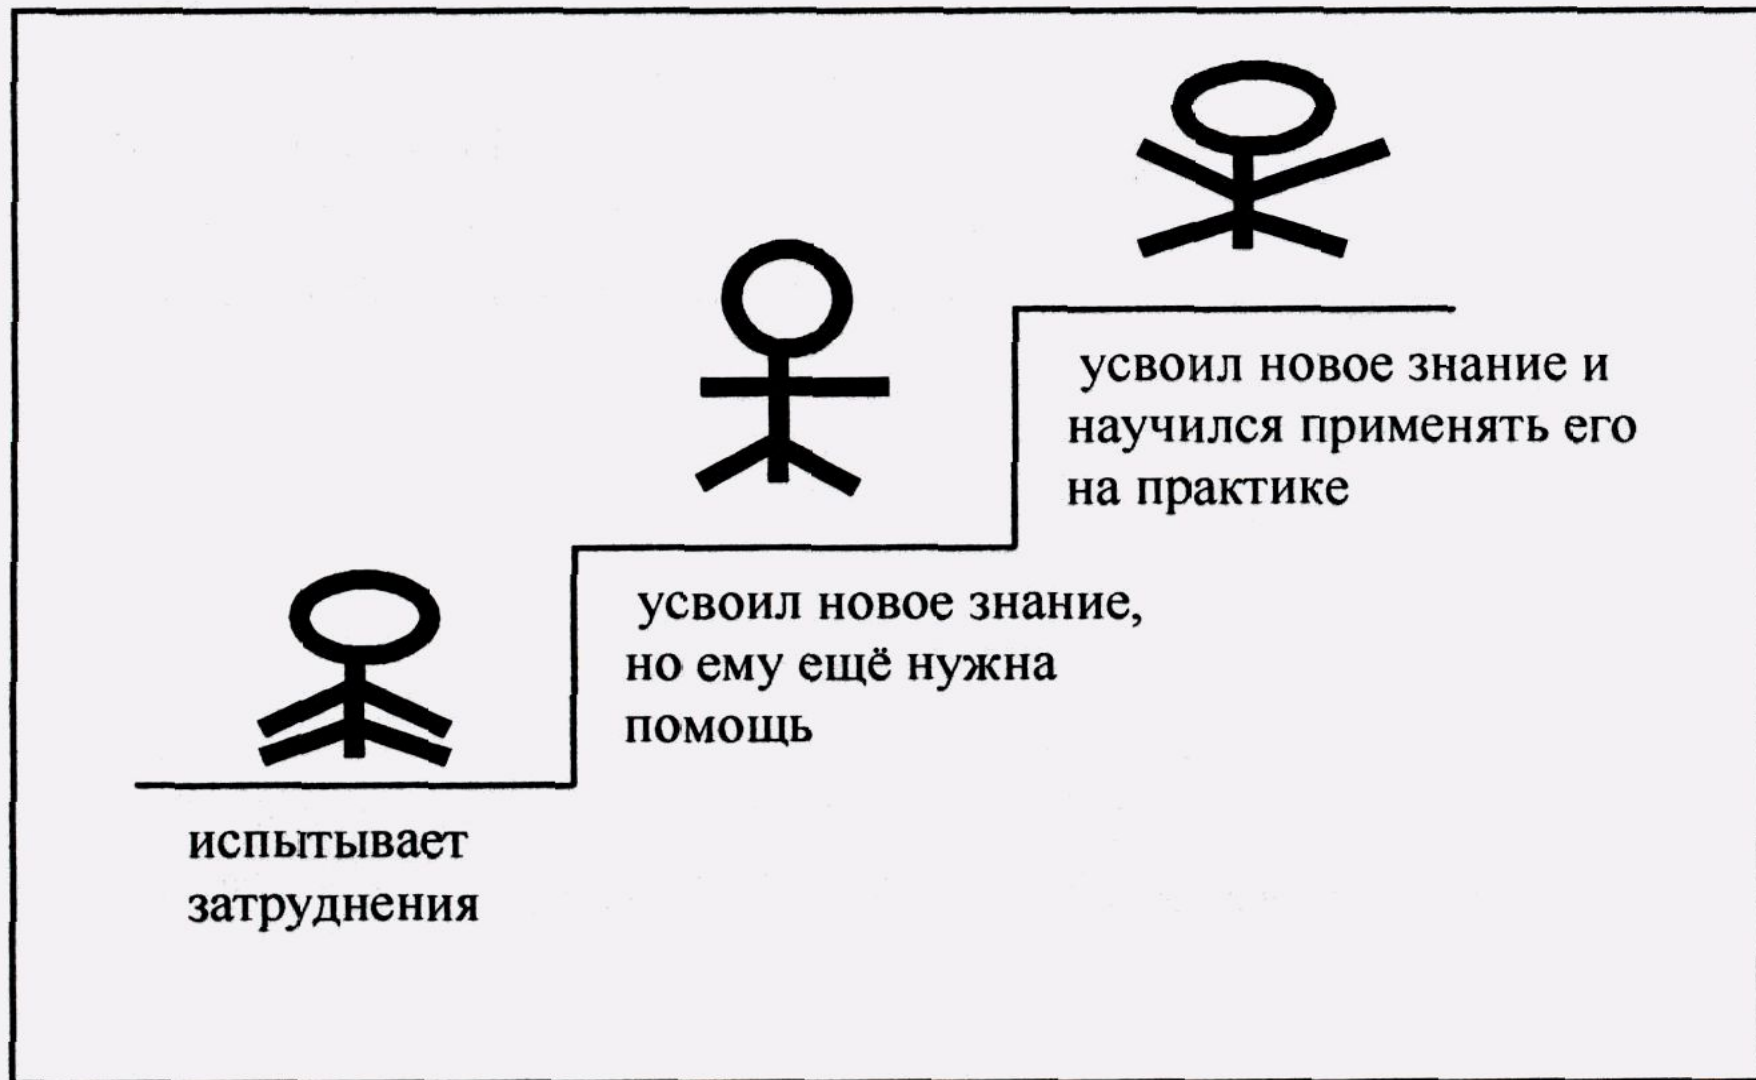 усвоил новое знание и
научился применять его
на практике
усвоил новое знание,
но ему ещё нужна
помощь
испытывает
затруднения